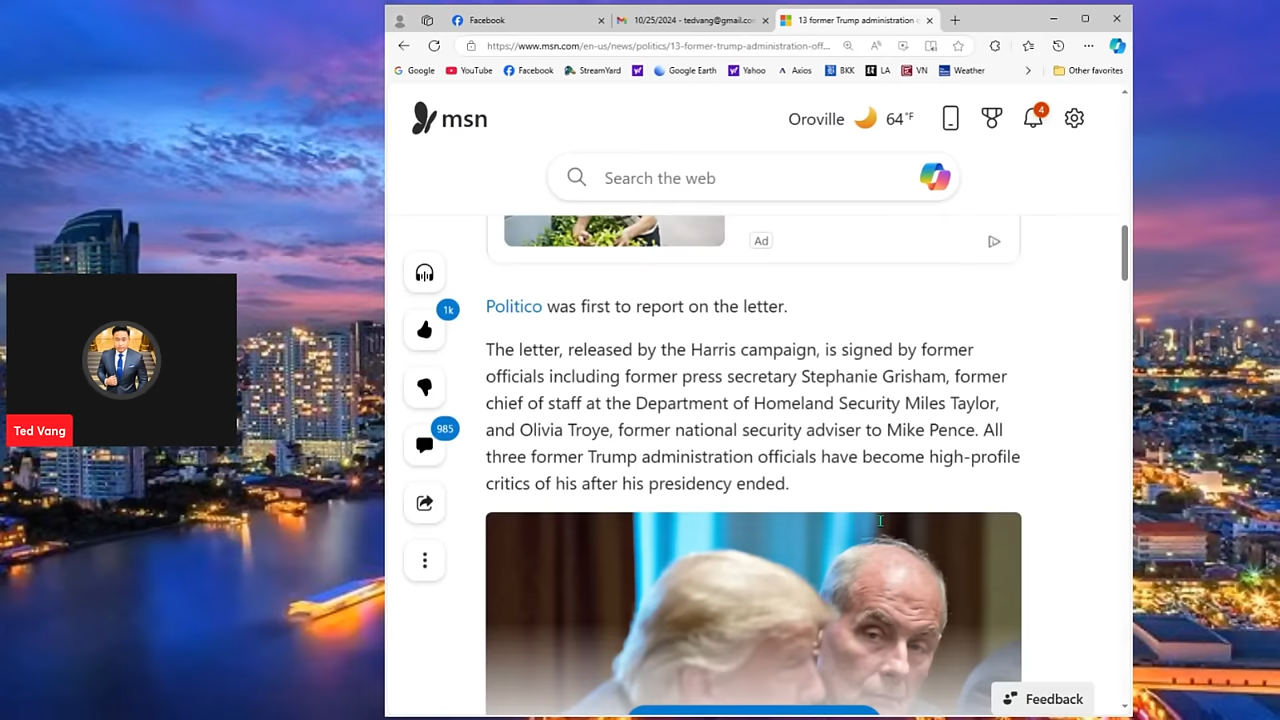 Facebook
10/25/2024 - tedvang@gmail.co
13 former Trump administration
https://www.msn.com/en-us/news/politics/13-former-trump-administration-off...
Google
YouTube
Facebook
StreamYard
Google Earth
Yahoo
Axios
BKK
LA
VN
Weather
Other favorites
msn
Oroville
64°F
4
Search the web
Ad
1k
985
Politico was first to report on the letter.
The letter, released by the Harris campaign, is signed by former
officials including former press secretary Stephanie Grisham, former
chief of staff at the Department of Homeland Security Miles Taylor,
and Olivia Troye, former national security adviser to Mike Pence. All
three former Trump administration officials have become high-profile
critics of his after his presidency ended.
Ted Vang
Feedback